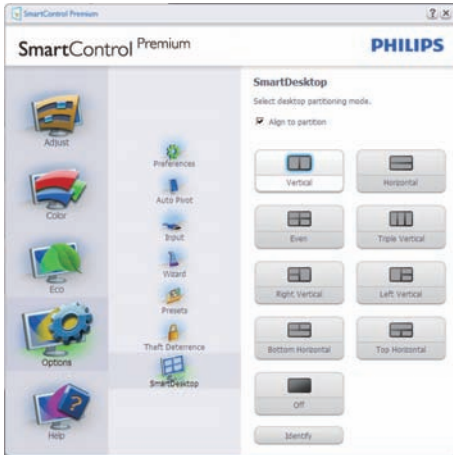 SmartControl Premium
SmartControl Premium
PHILIPS
Adjust
Color
Eco
Options
Help
Preferences
Auto Pivot
Input
Wizard
Presets
Theft Deterrence
SmartDesktop
SmartDesktop
Select desktop partitioning mode.
Align to partition
Vertical
Horizontal
Even
Triple Vertical
Right Vertical
Left Vertical
Bottom Horizontal
Top Horizontal
Off
Identify